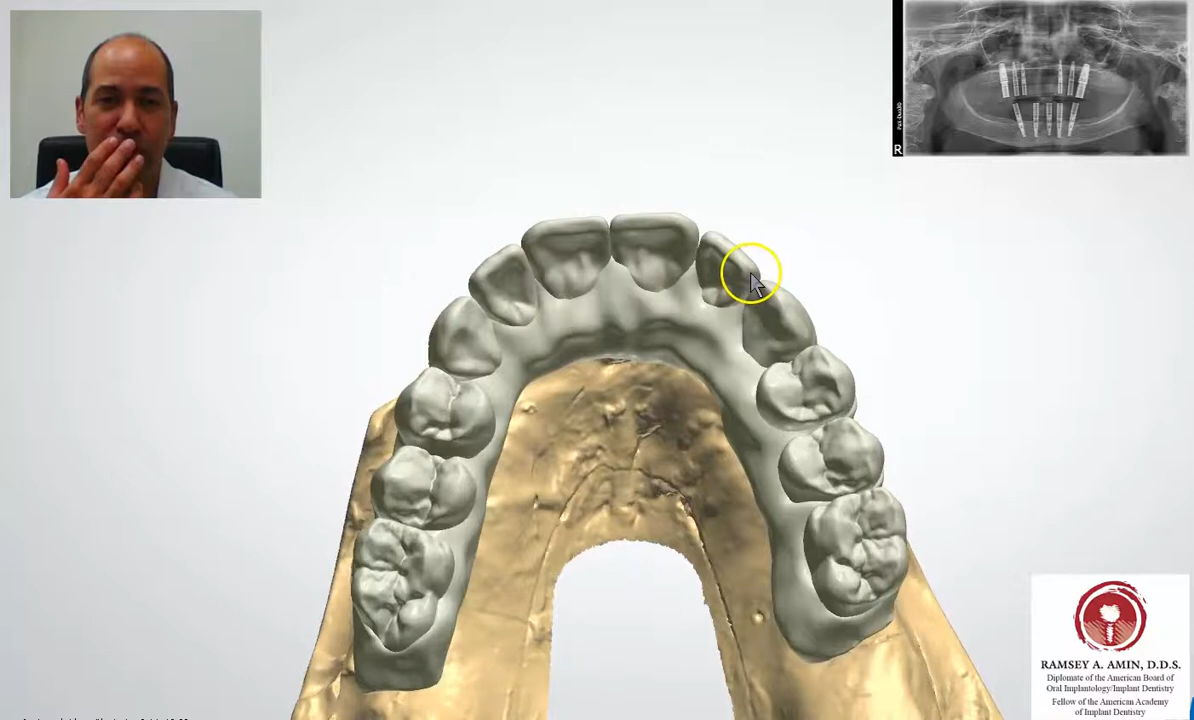 R
RAMSEY A. AMIN, D.D.S.
Diplomate of the American Board of
Oral Implantology/Implant Dentistry
Fellow of the American Academy
of Implant Dentistry